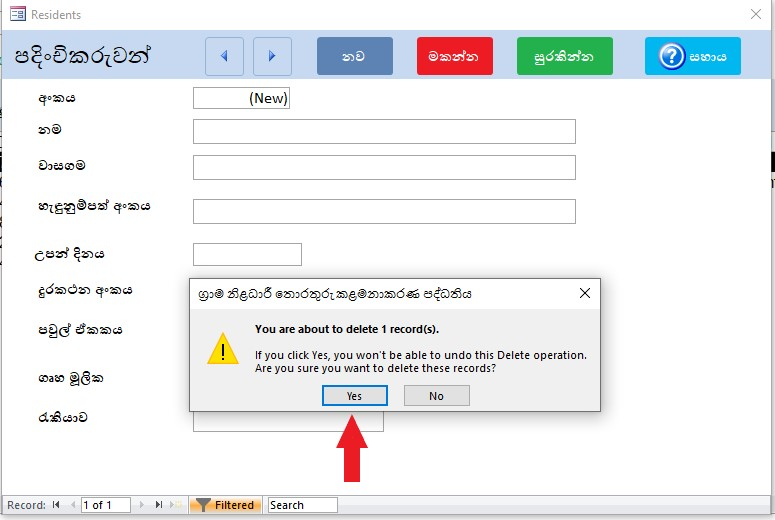 Residents
පදිංචිකරුවන්
නව
මකන්න
සුරකින්න
? සහාය
අංකය
(New)
නම
වාසගම
හැඳුනුම්පත් අංකය
උපන් දිනය
දුරකථන අංකය
පවුල් ඒකකය
ගෘහ මූලික
රැකියාව
ග්‍රාම නිළධාරී තොරතුරු කළමනාකරණ පද්ධතිය
You are about to delete 1 record(s).
If you click Yes, you won't be able to undo this Delete operation.
Are you sure you want to delete these records?
Yes No
Record: 1 of 1 Filtered Search